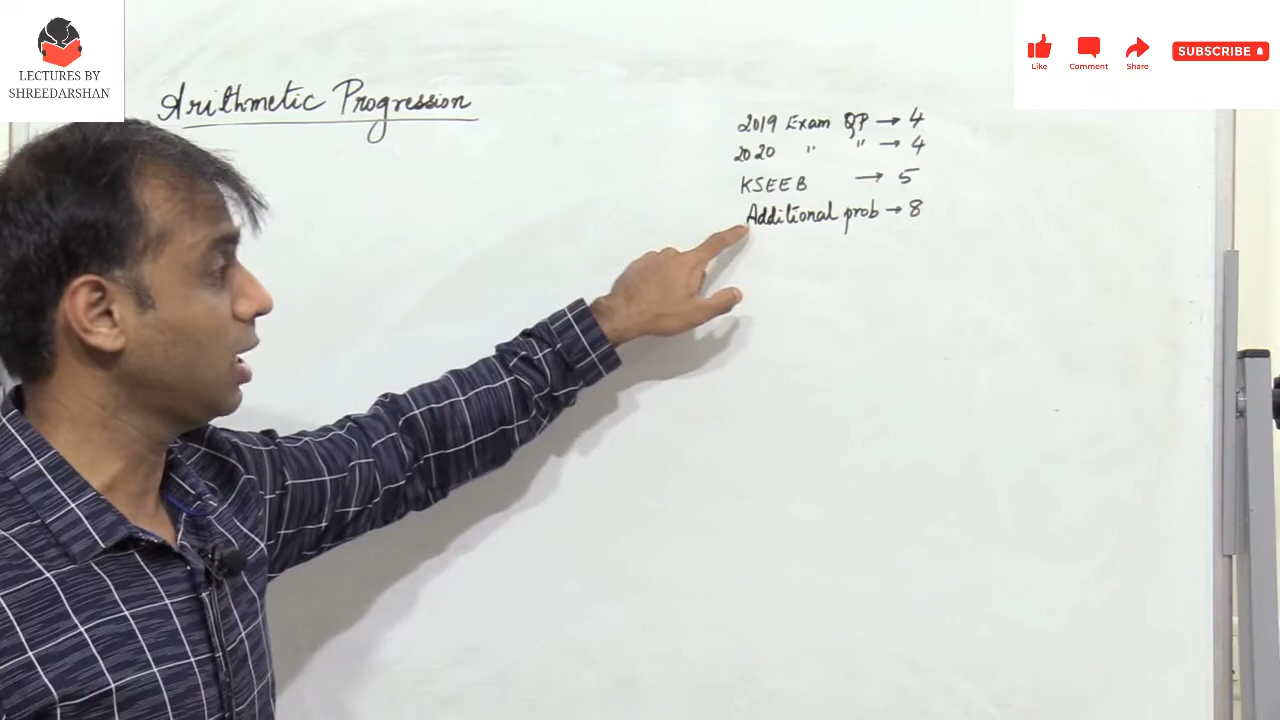 LECTURES BY
SHREEDARSHAN
Like
Comment
Share
SUBSCRIBE
Arithmetic Progression
2019 Exam QP → 4
2020 " " → 4
KSEEB → 5
Additional prob → 8